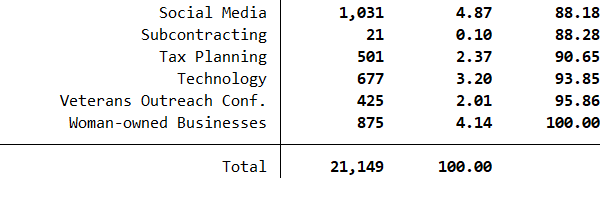 Social Media 1,031 4.87 88.18
Subcontracting 21 0.10 88.28
Tax Planning 501 2.37 90.65
Technology 677 3.20 93.85
Veterans Outreach Conf. 425 2.01 95.86
Woman-owned Businesses 875 4.14 100.00
Total 21,149 100.00